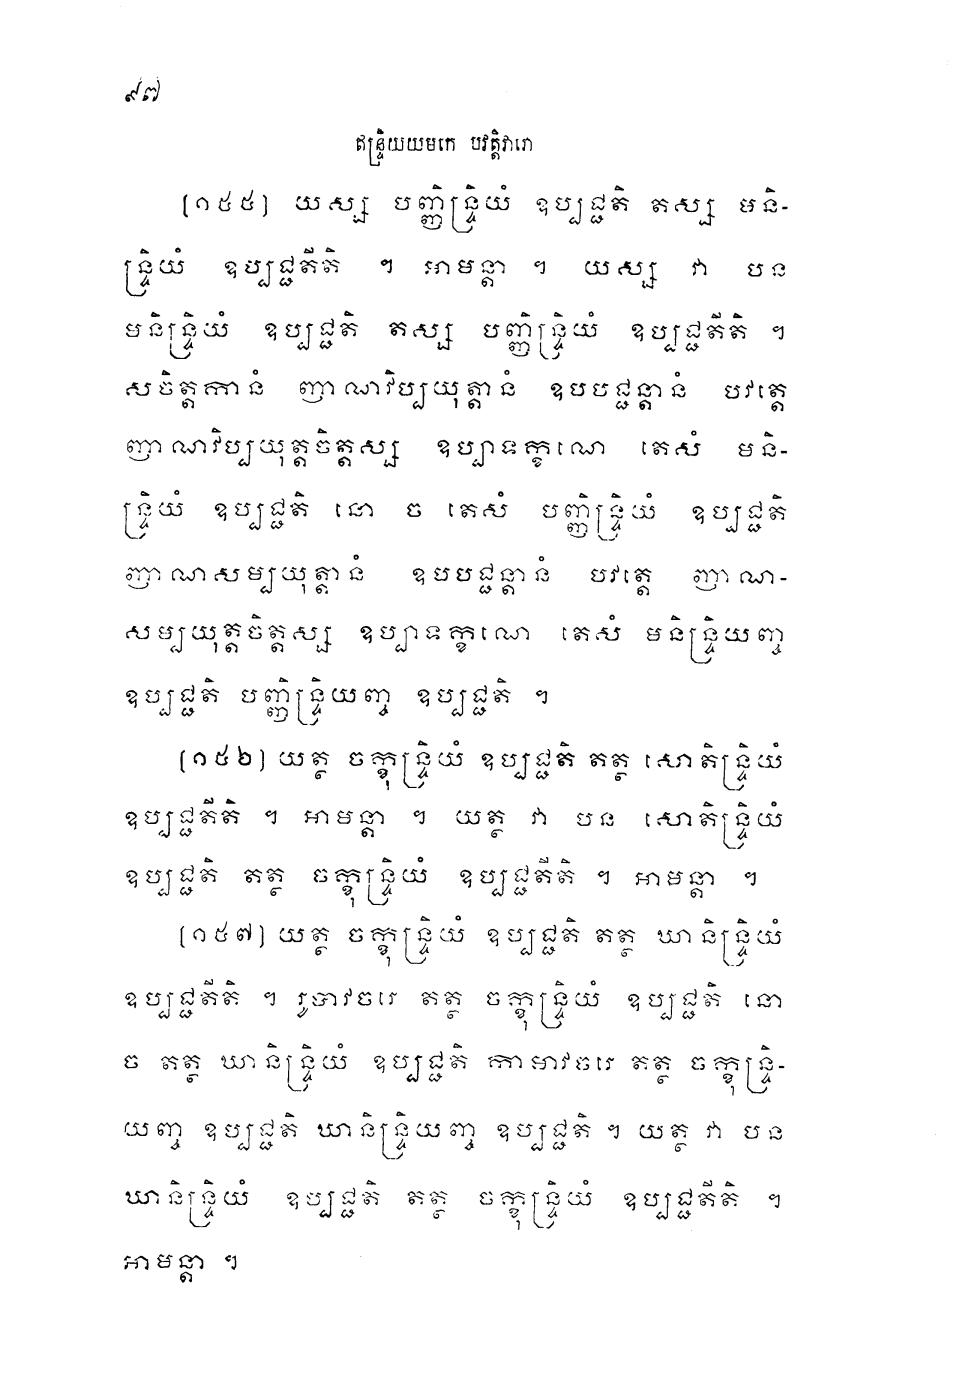 ៩៧
ឥន្ទ្រិយយមកេ បវត្តិវារោ
[១៥៥] យស្ស បញ្ញិន្ទ្រិយំ ឧប្បជ្ជតិ តស្ស មនិ-
ន្ទ្រិយំ ឧប្បជ្ជតីតិ ។ អាមន្តា ។ យស្ស វា បន
មនិន្ទ្រិយំ ឧប្បជ្ជតិ តស្ស បញ្ញិន្ទ្រិយំ ឧប្បជ្ជតីតិ ។
សចិត្តកានំ ញាណវិប្បយុត្តានំ ឧបបជ្ជន្តានំ បវត្តេ
ញាណវិប្បយុត្តចិត្តស្ស ឧប្បាទក្ខណេ តេសំ មនិ-
ន្ទ្រិយំ ឧប្បជ្ជតិ នោ ច តេសំ បញ្ញិន្ទ្រិយំ ឧប្បជ្ជតិ
ញាណសម្បយុត្តានំ ឧបបជ្ជន្តានំ បវត្តេ ញាណ-
សម្បយុត្តចិត្តស្ស ឧប្បាទក្ខណេ តេសំ មនិន្ទ្រិយញ្ច
ឧប្បជ្ជតិ បញ្ញិន្ទ្រិយញ្ច ឧប្បជ្ជតិ ។
[១៥៦] យត្ថ ចក្ខុន្ទ្រិយំ ឧប្បជ្ជតិ តត្ថ សោតិន្ទ្រិយំ
ឧប្បជ្ជតីតិ ។ អាមន្តា ។ យត្ថ វា បន សោតិន្ទ្រិយំ
ឧប្បជ្ជតិ តត្ថ ចក្ខុន្ទ្រិយំ ឧប្បជ្ជតីតិ ។ អាមន្តា ។
[១៥៧] យត្ថ ចក្ខុន្ទ្រិយំ ឧប្បជ្ជតិ តត្ថ ឃានិន្ទ្រិយំ
ឧប្បជ្ជតីតិ ។ រូបាវចរេ តត្ថ ចក្ខុន្ទ្រិយំ ឧប្បជ្ជតិ នោ
ច តត្ថ ឃានិន្ទ្រិយំ ឧប្បជ្ជតិ កាមាវចរេ តត្ថ ចក្ខុន្ទ្រិ-
យញ្ច ឧប្បជ្ជតិ ឃានិន្ទ្រិយញ្ច ឧប្បជ្ជតិ ។ យត្ថ វា បន
ឃានិន្ទ្រិយំ ឧប្បជ្ជតិ តត្ថ ចក្ខុន្ទ្រិយំ ឧប្បជ្ជតីតិ ។
អាមន្តា ។